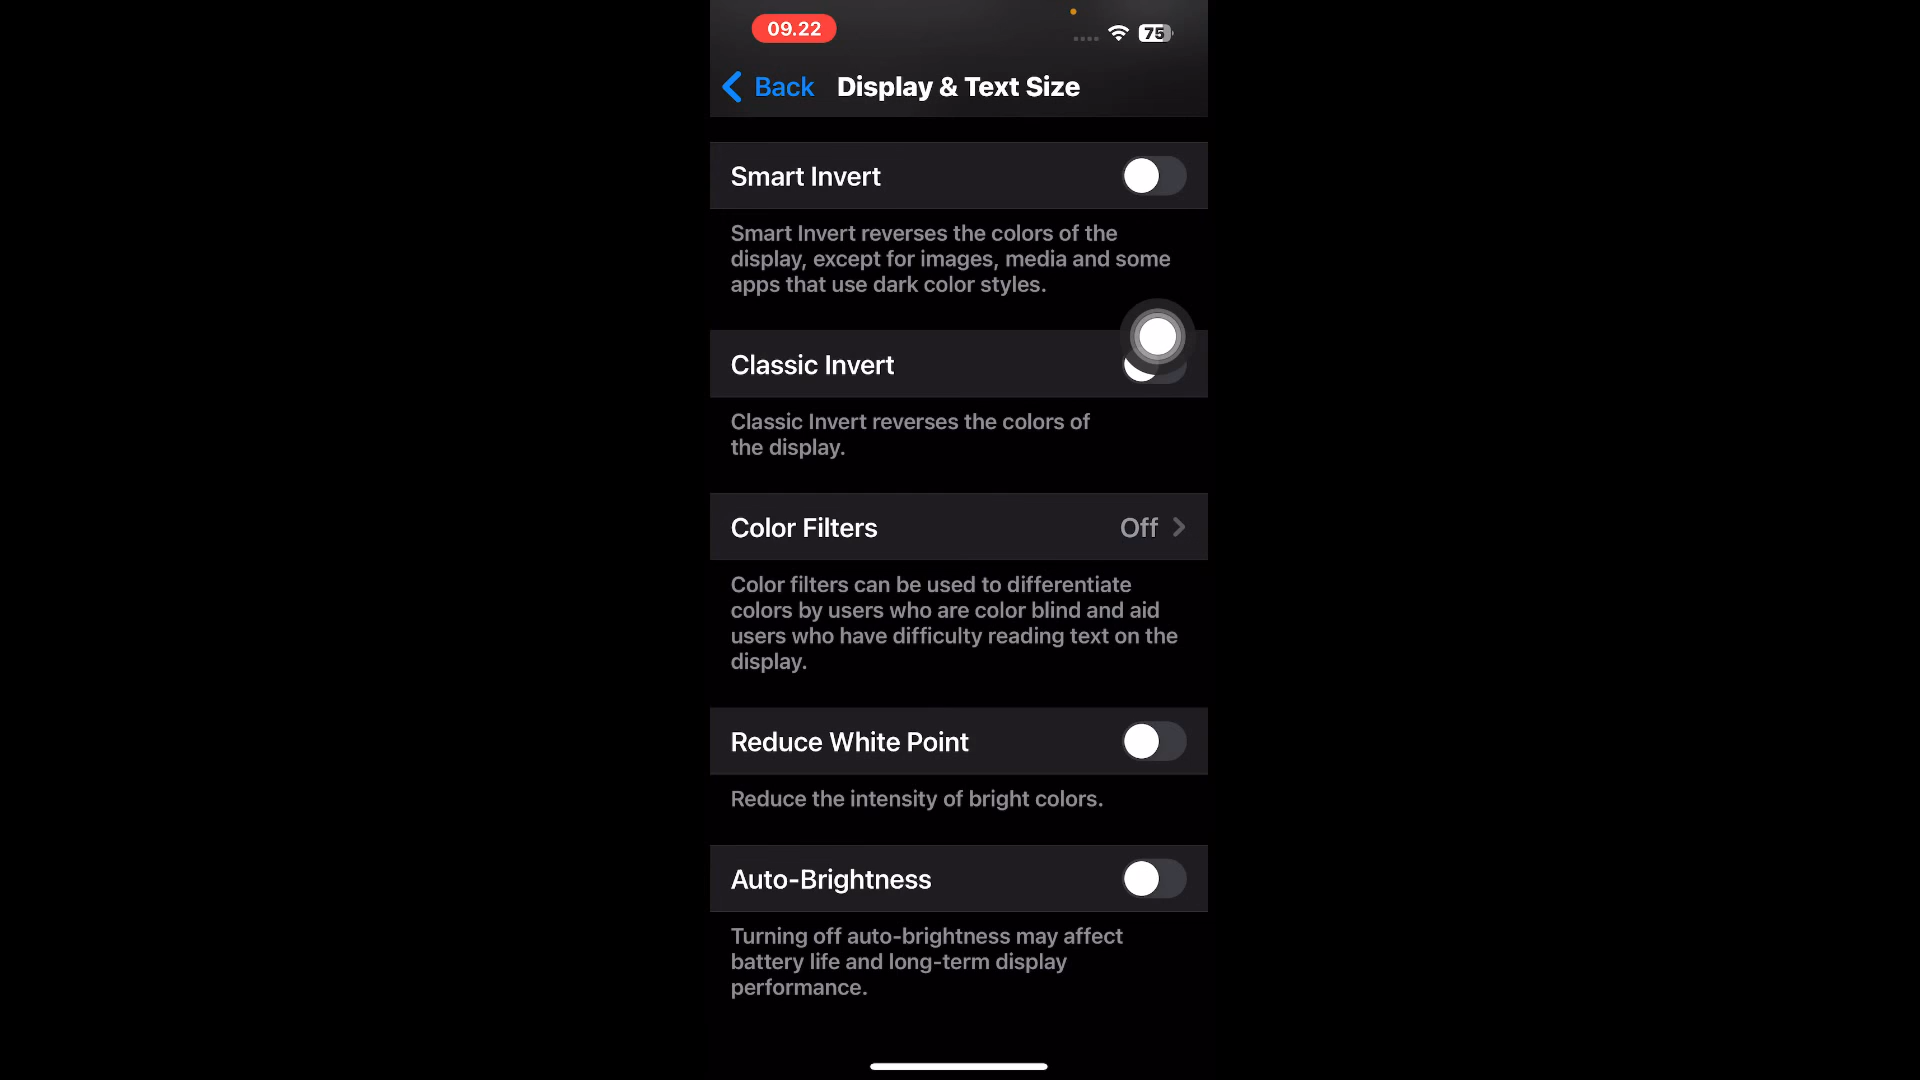 09.22
75
Back
Display & Text Size
Smart Invert
Smart Invert reverses the colors of the
display, except for images, media and some
apps that use dark color styles.
Classic Invert
Classic Invert reverses the colors of
the display.
Color Filters
Off
Color filters can be used to differentiate
colors by users who are color blind and aid
users who have difficulty reading text on the
display.
Reduce White Point
Reduce the intensity of bright colors.
Auto-Brightness
Turning off auto-brightness may affect
battery life and long-term display
performance.